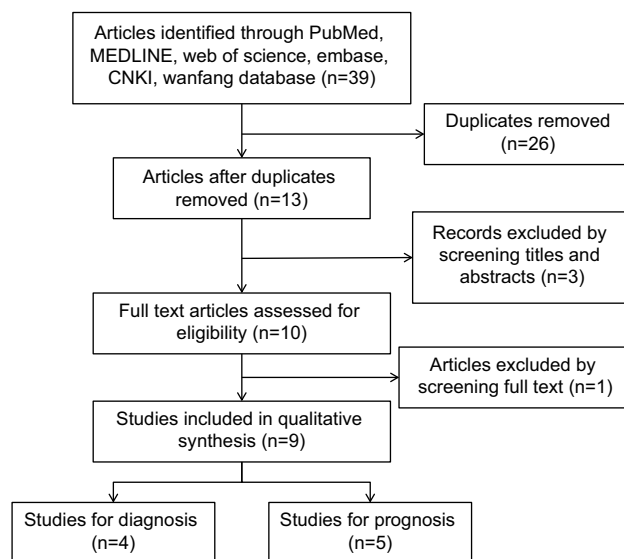 Articles identified through PubMed,
MEDLINE, web of science, embase,
CNKI, wanfang database (n=39)
Duplicates removed
(n=26)
Articles after duplicates
removed (n=13)
Records excluded by
screening titles and
abstracts (n=3)
Full text articles assessed for
eligibility (n=10)
Articles excluded by
screening full text (n=1)
Studies included in qualitative
synthesis (n=9)
Studies for diagnosis
(n=4)
Studies for prognosis
(n=5)